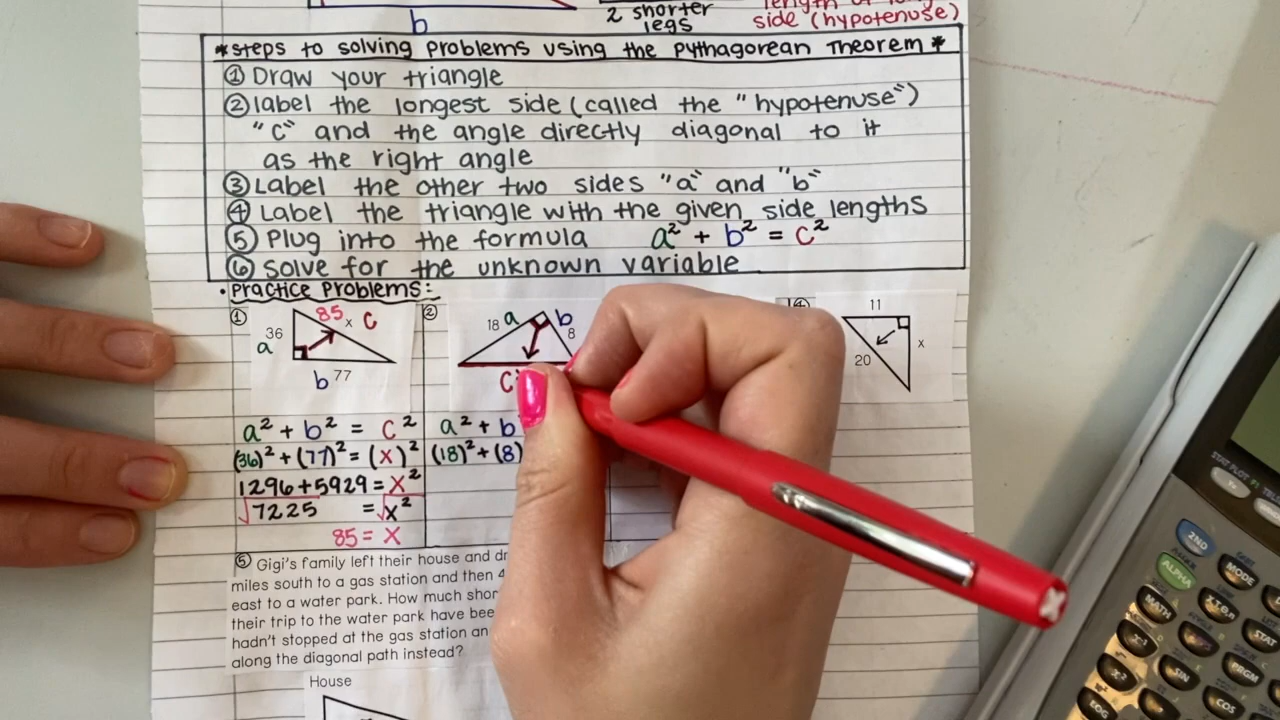 b
2 shorter
legs
side (hypotenuse)
*steps to solving problems using the pythagorean theorem*
① Draw your triangle
② label the longest side (called the "hypotenuse")
"c" and the angle directly diagonal to it
as the right angle
③ Label the other two sides "a" and "b"
④ Label the triangle with the given side lengths
⑤ Plug into the formula a² + b² = c²
⑥ solve for the unknown variable
• Practice Problems:
① 36 a 85 x c b 77
② 18 a b 8 c
④ 11 x 20
a² + b² = c²
(36)² + (77)² = (x)²
1296 + 5929 = x²
√7225 = √x²
85 = x
a² + b
(18)² + (8)
⑤ Gigi's family left their house and
miles south to a gas station and then 4
east to a water park. How much
their trip to the water park have
hadn't stopped at the gas station
along the diagonal path instead?
House
STAT PLOT F1
2ND
MODE
ALPHA
MATH
STAT
x⁻¹
SIN
PRGM
x²
COS
LOG